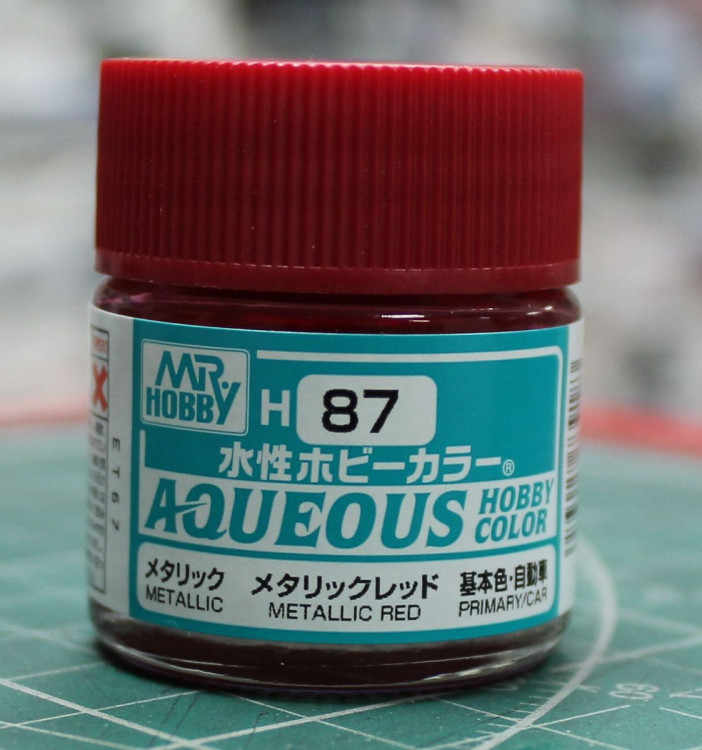 MR.
HOBBY
H 87
水性ホビーカラー®
AQUEOUS HOBBY COLOR
メタリック メタリックレッド 基本色・自動車
METALLIC METALLIC RED PRIMARY/CAR
ET67